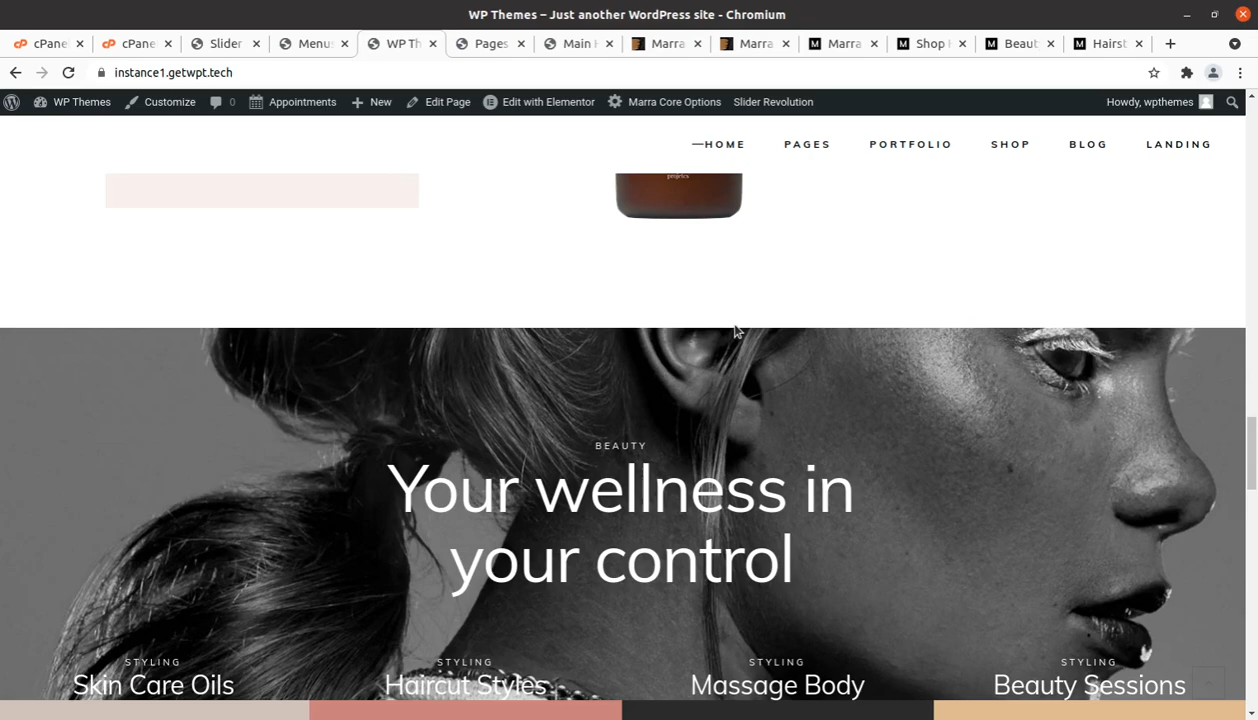 WP Themes – Just another WordPress site - Chromium
cPane
cPane
Slider
Menus
WP Th
Pages
Main H
Marra
Marra
Marra
Shop
Beaut
Hairst
instance1.getwpt.tech
WP Themes
Customize
0
Appointments
New
Edit Page
Edit with Elementor
Marra Core Options
Slider Revolution
Howdy, wpthemes
—HOME
PAGES
PORTFOLIO
SHOP
BLOG
LANDING
BEAUTY
Your wellness in
your control
STYLING
Skin Care Oils
STYLING
Haircut Styles
STYLING
Massage Body
STYLING
Beauty Sessions